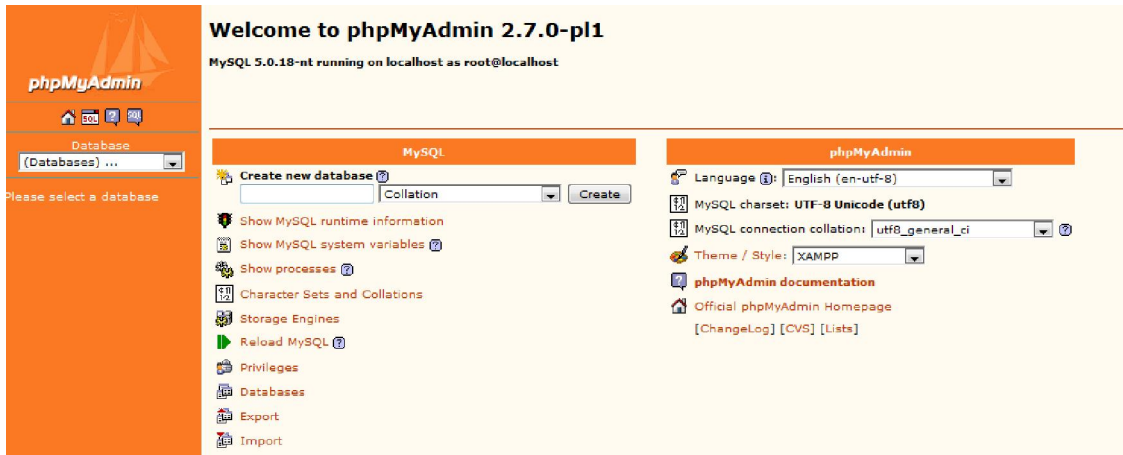 phpMyAdmin
SQL
Database
(Databases) ...
Please select a database
Welcome to phpMyAdmin 2.7.0-pl1
MySQL 5.0.18-nt running on localhost as root@localhost
MySQL
Create new database
Collation
Create
Show MySQL runtime information
Show MySQL system variables
Show processes
Character Sets and Collations
Storage Engines
Reload MySQL
Privileges
Databases
Export
Import
phpMyAdmin
Language: English (en-utf-8)
MySQL charset: UTF-8 Unicode (utf8)
MySQL connection collation: utf8_general_ci
Theme / Style: XAMPP
phpMyAdmin documentation
Official phpMyAdmin Homepage
[ChangeLog] [CVS] [Lists]